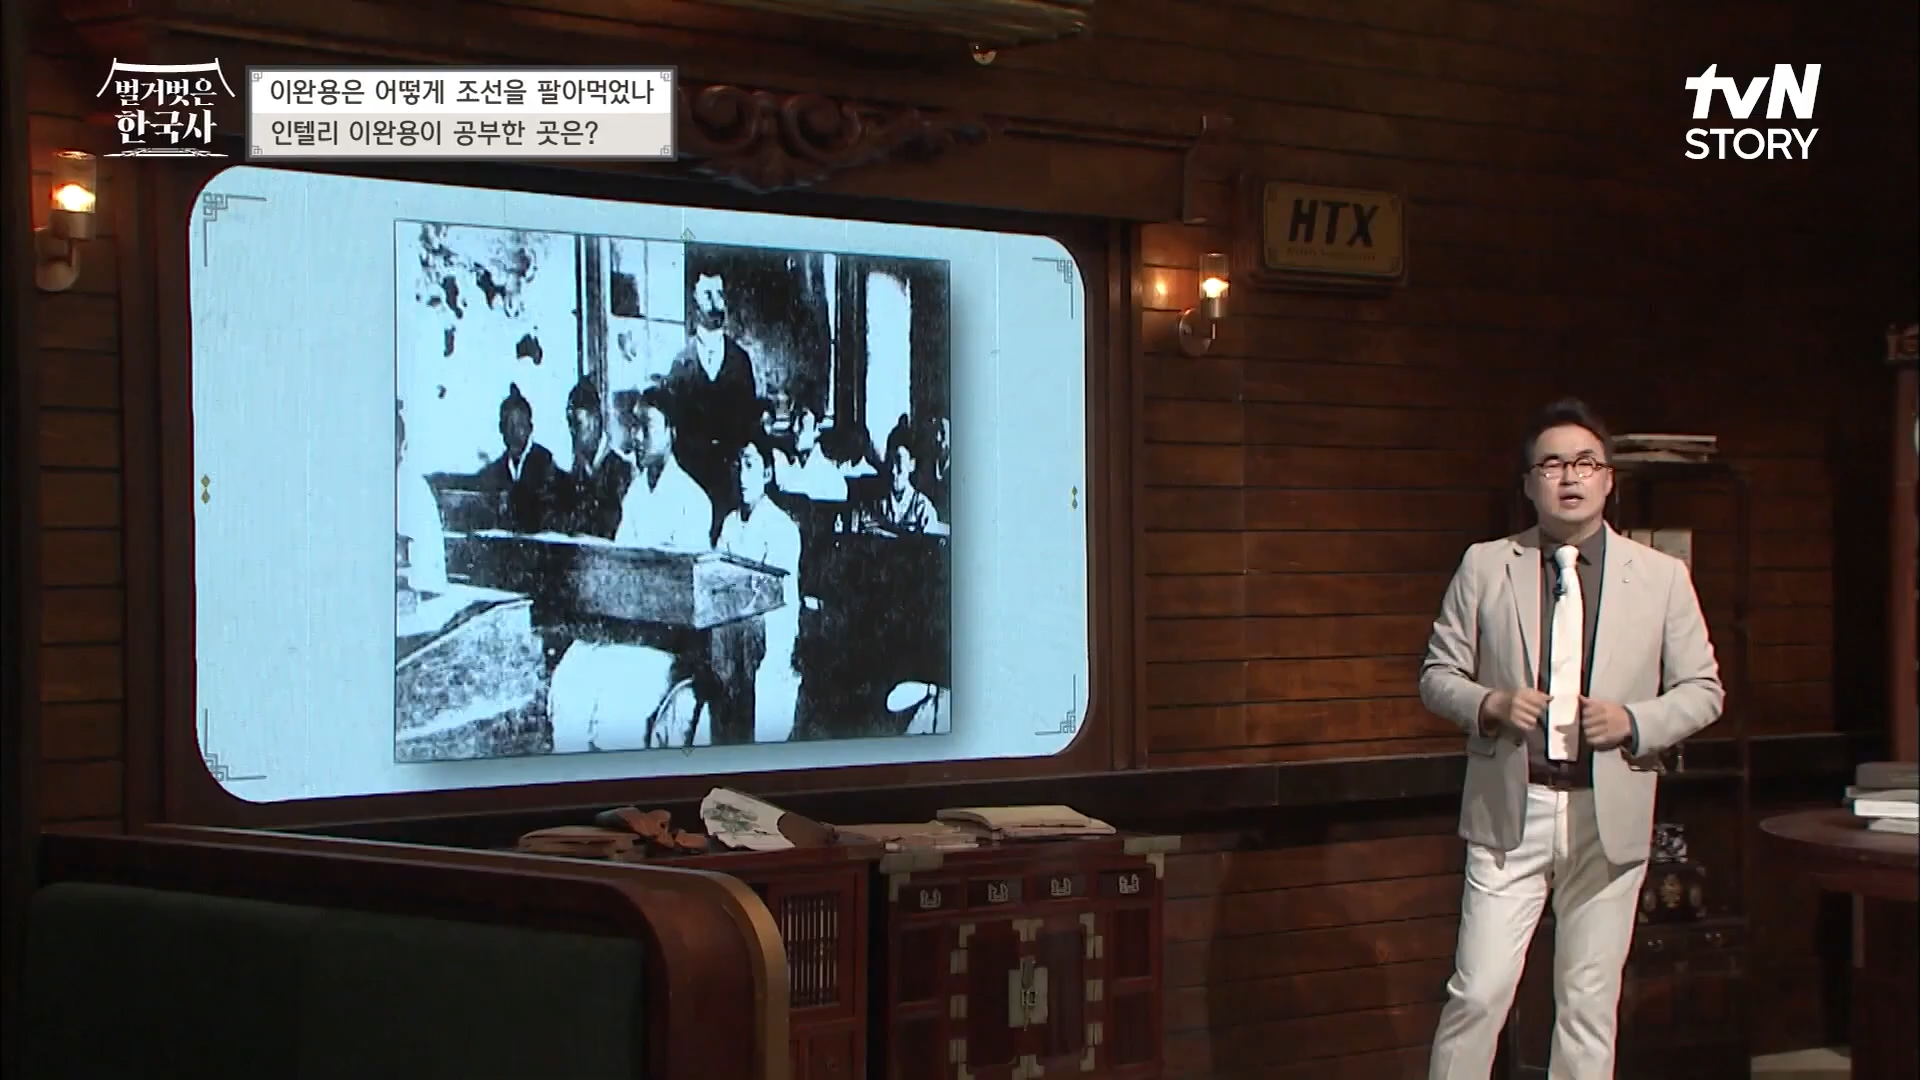 벌거벗은
한국사
이완용은 어떻게 조선을 팔아먹었나
인텔리 이완용이 공부한 곳은?
tvN
STORY
HTX